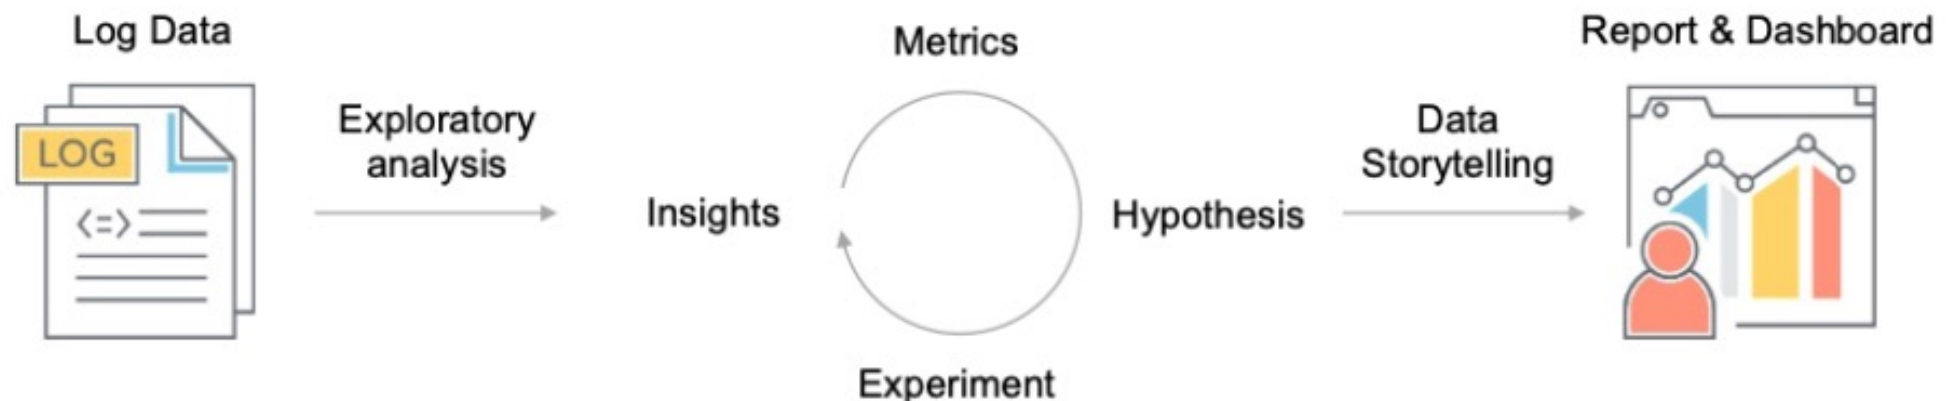 Log Data
LOG
<=>
Exploratory
analysis
Metrics
Insights
Hypothesis
Experiment
Data
Storytelling
Report & Dashboard